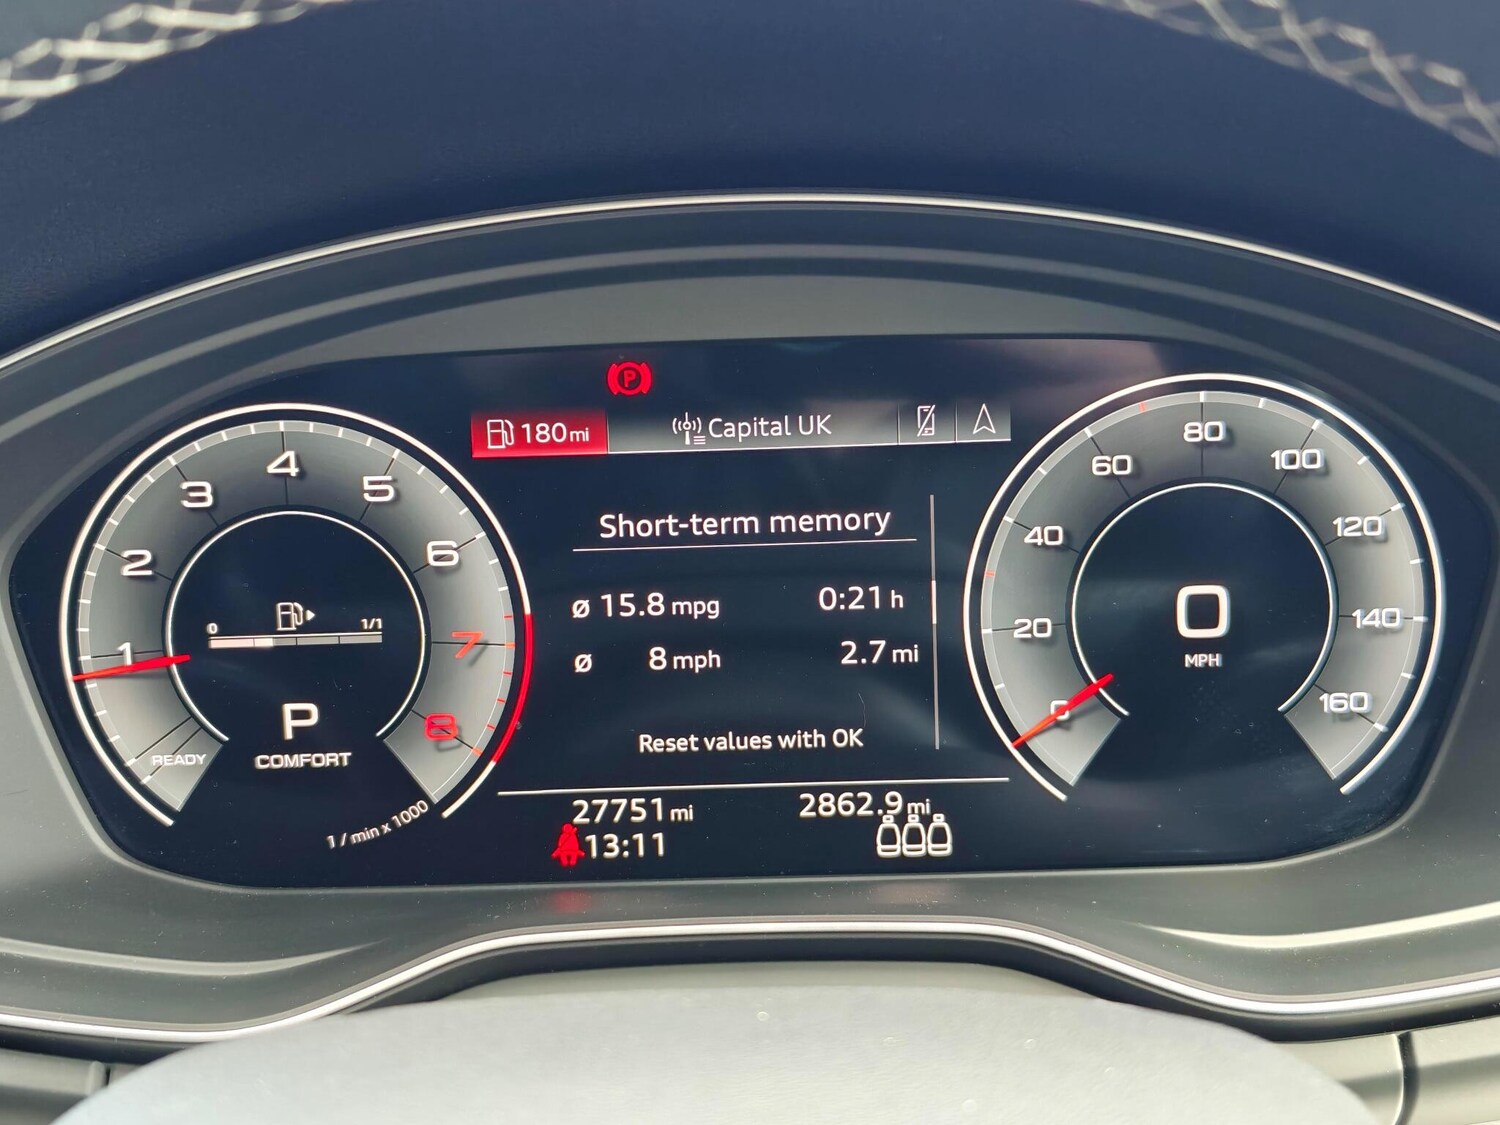 P
180 mi
Capital UK
1 2 3 4 5 6 7 8
READY
0 1/1
P
COMFORT
1 / min x 1000
Short-term memory
ø 15.8 mpg 0:21 h
ø 8 mph 2.7 mi
Reset values with OK
27751 mi 2862.9 mi
13:11
0 20 40 60 80 100 120 140 160
0
MPH